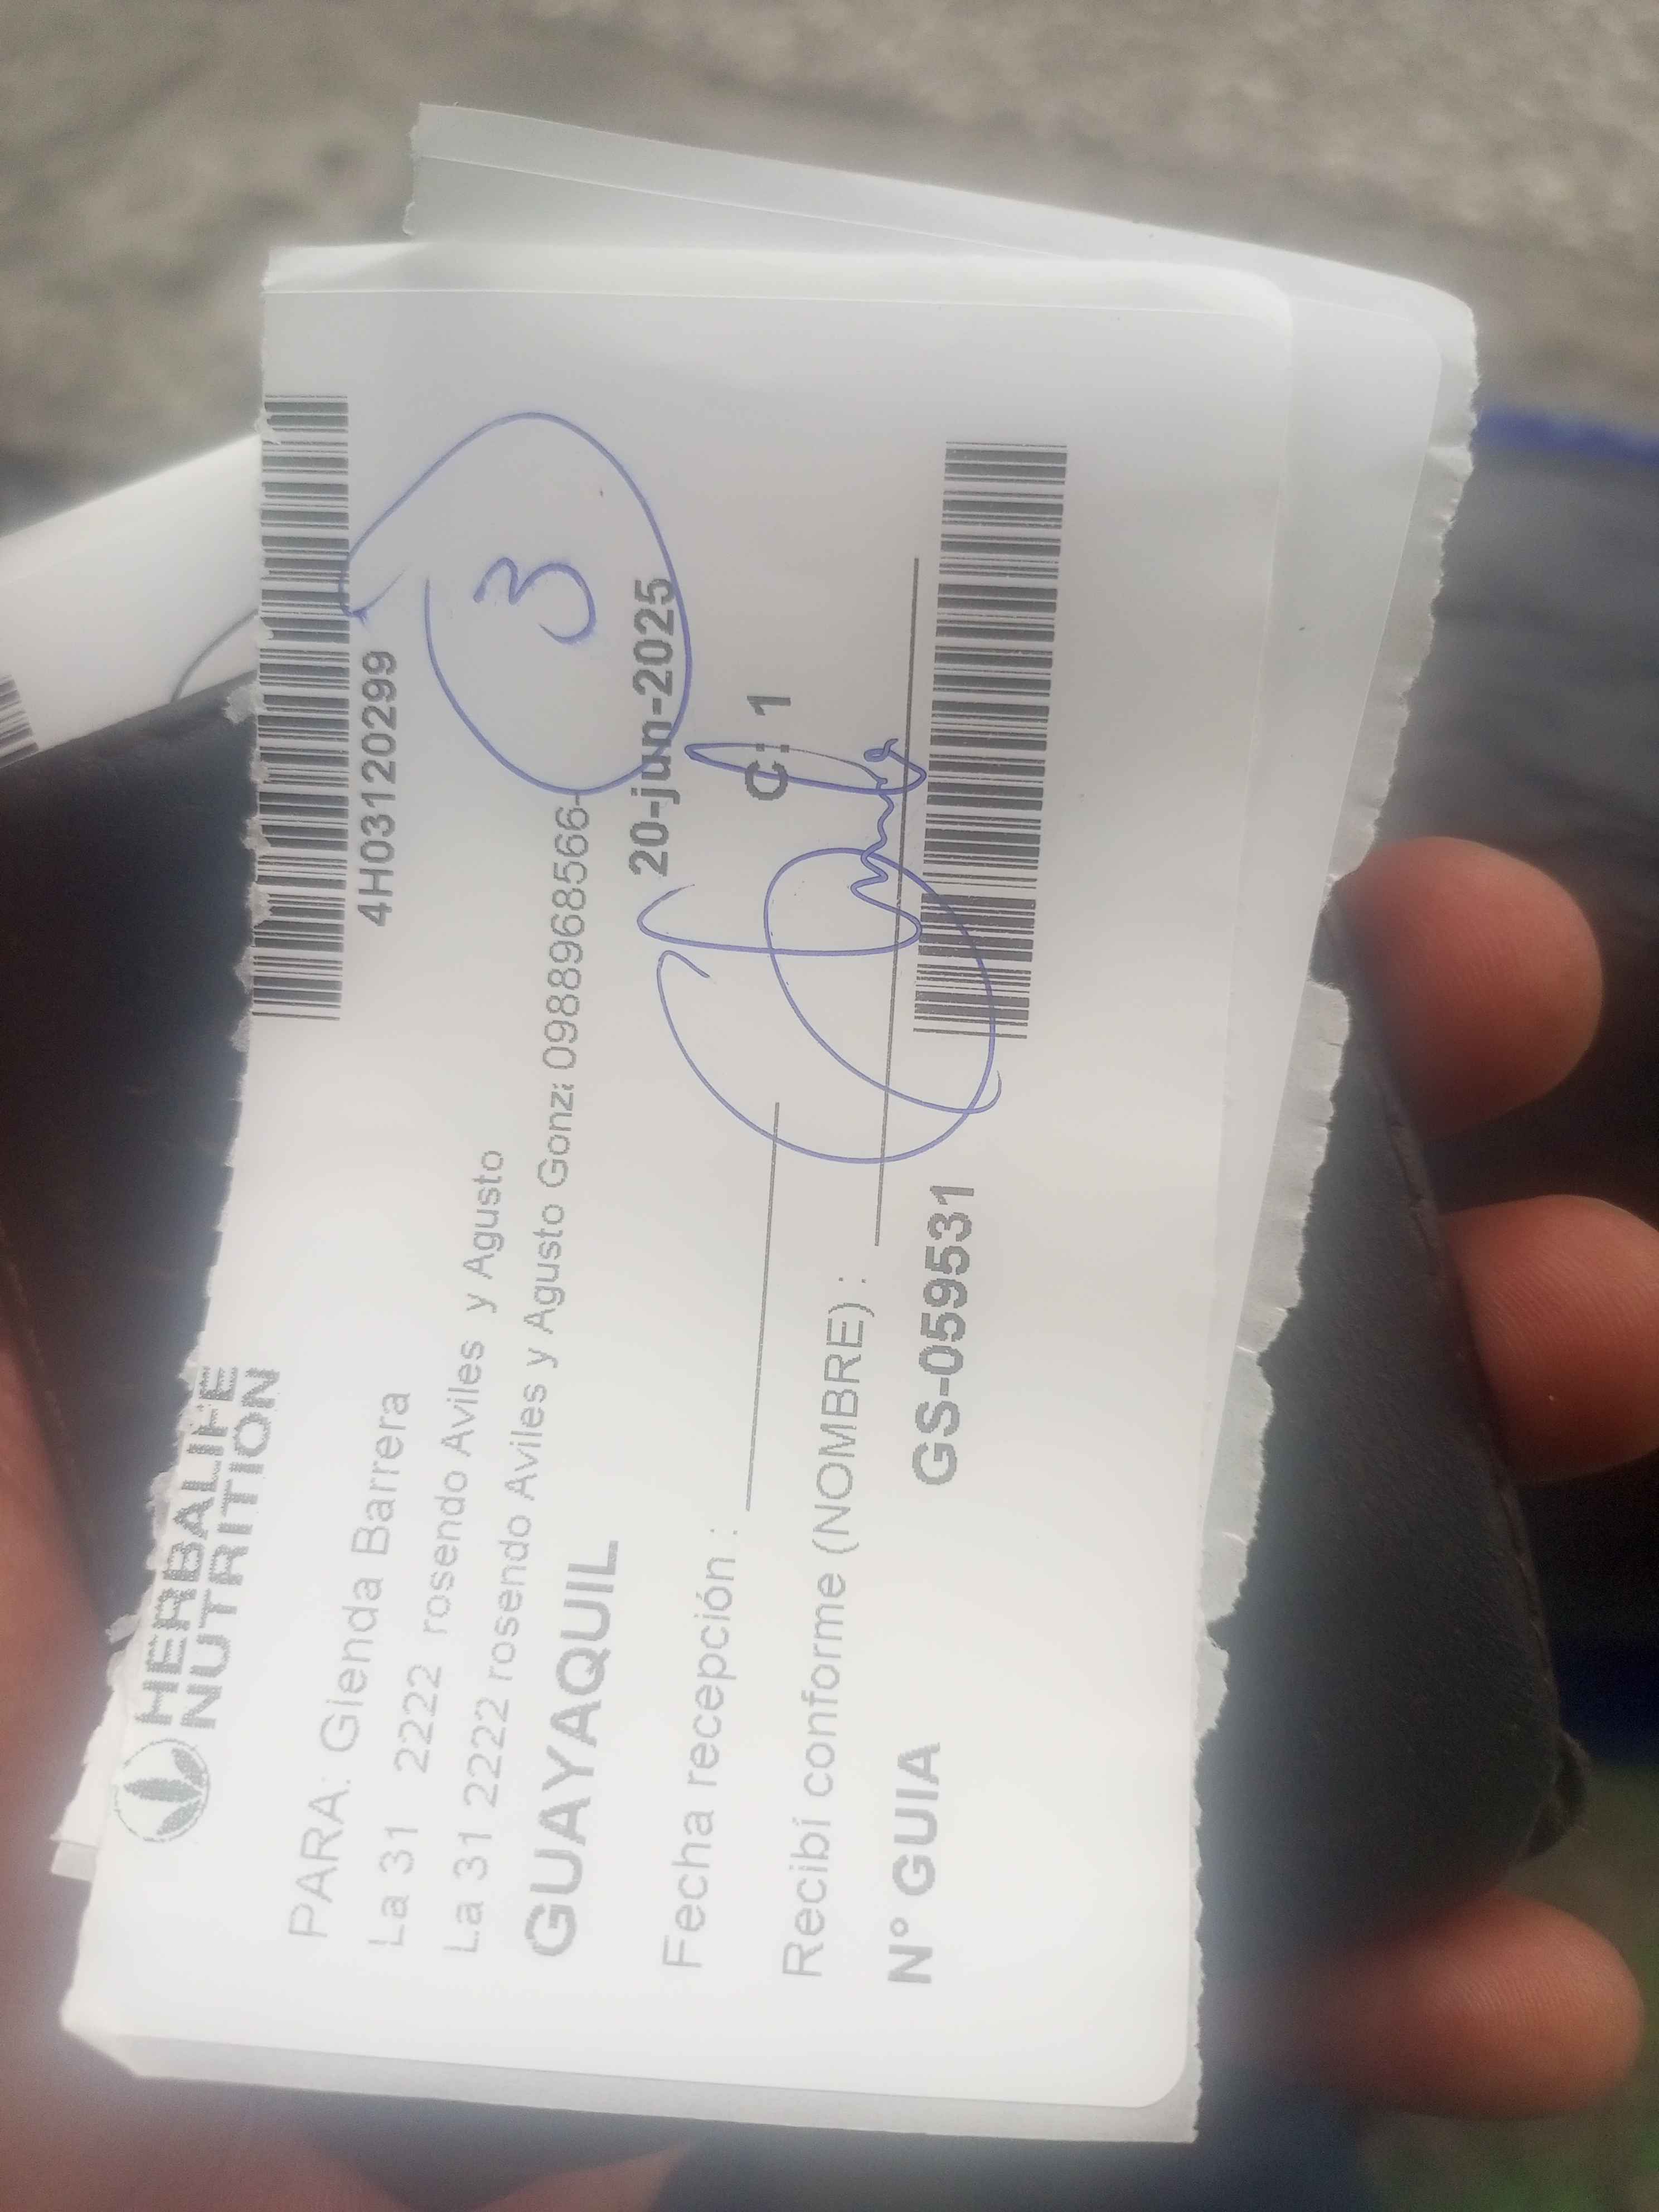 HERBALIFE
NUTRITION
4H03120299
PARA: Glenda Barrera
La 31 2222 rosendo Aviles y Agusto
3
La 31 2222 rosendo Aviles y Agusto Gonz: 0988968566-
GUAYAQUIL
20-jun-2025
Fecha recepción :
C: 1
Recibí conforme (NOMBRE) :
N° GUIA GS-059531